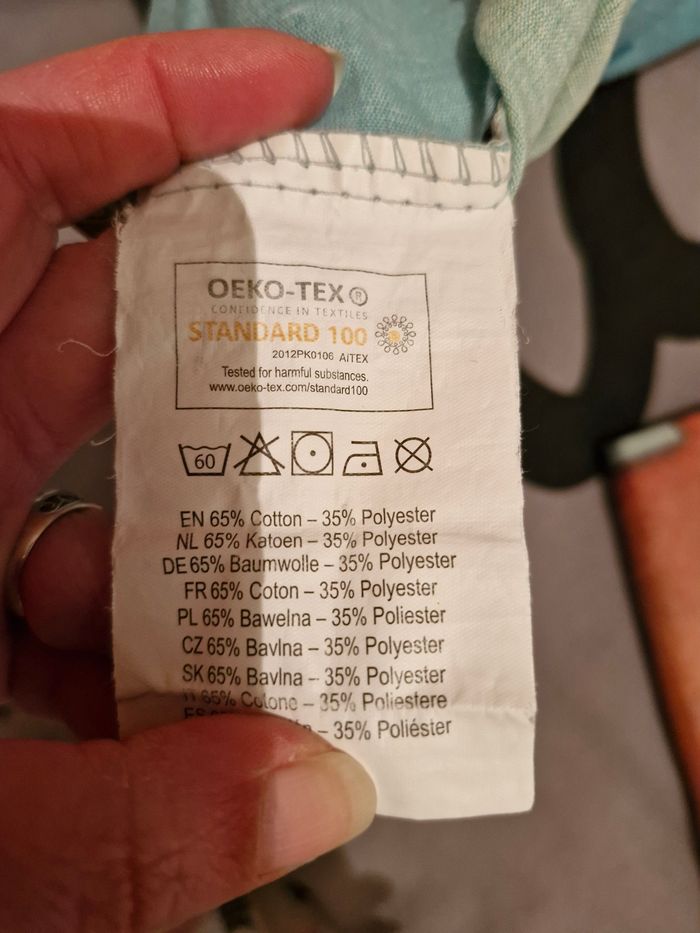 OEKO-TEX®
CONFIDENCE IN TEXTILES
STANDARD 100
2012PK0106 AITEX
Tested for harmful substances.
www.oeko-tex.com/standard100
60
EN 65% Cotton – 35% Polyester
NL 65% Katoen – 35% Polyester
DE 65% Baumwolle – 35% Polyester
FR 65% Coton – 35% Polyester
PL 65% Bawełna – 35% Poliester
CZ 65% Bavlna – 35% Polyester
SK 65% Bavlna – 35% Polyester
IT 65% Cotone – 35% Poliestere
ES – 35% Poliéster